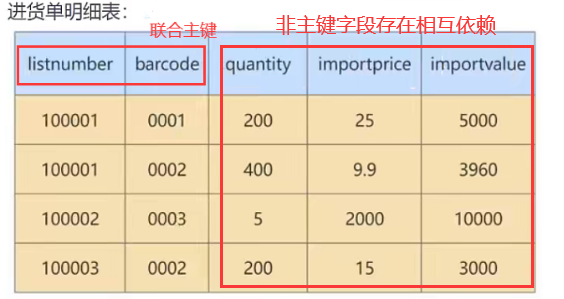 进货单明细表：
联合主键
非主键字段存在相互依赖
listnumber barcode quantity importprice importvalue
100001 0001 200 25 5000
100001 0002 400 9.9 3960
100002 0003 5 2000 10000
100003 0002 200 15 3000